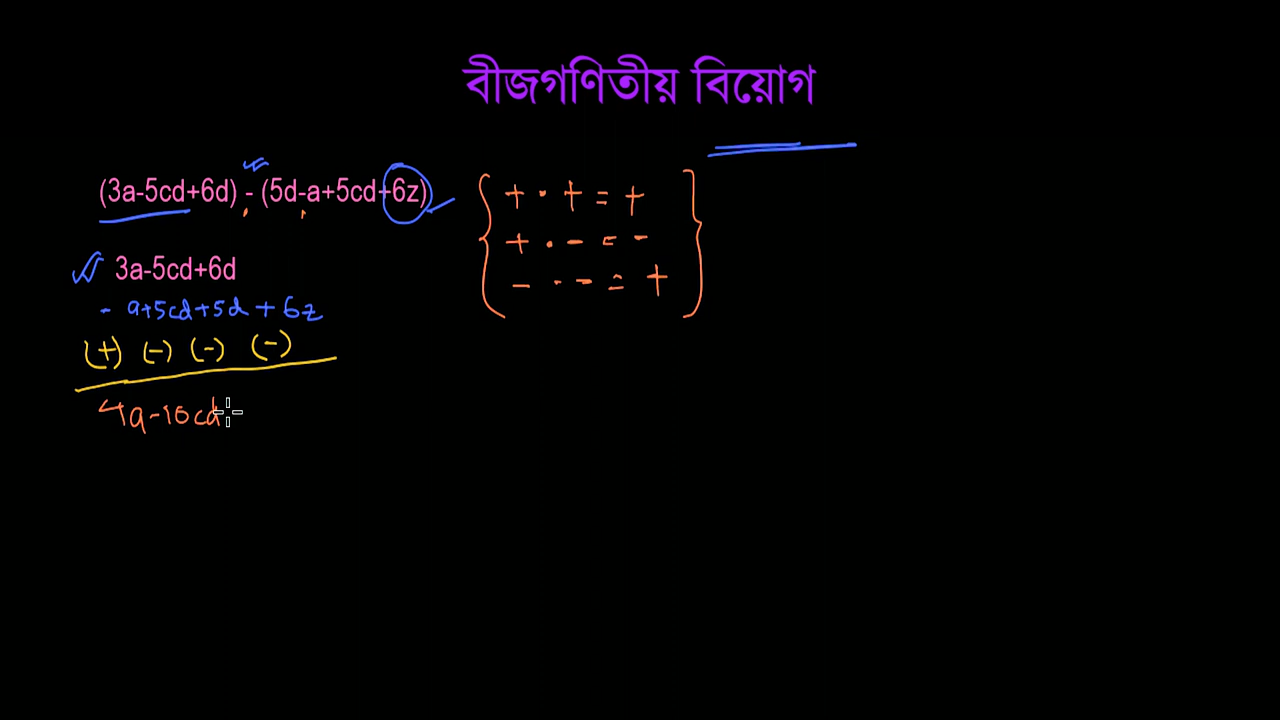 বীজগণিতীয় বিয়োগ
(3a-5cd+6d) - (5d-a+5cd+6z)
+ . + = +
+ . - = -
- . - = +
3a-5cd+6d
- a+5cd+5d+6z
(+) (-) (-) (-)
4a-10cd